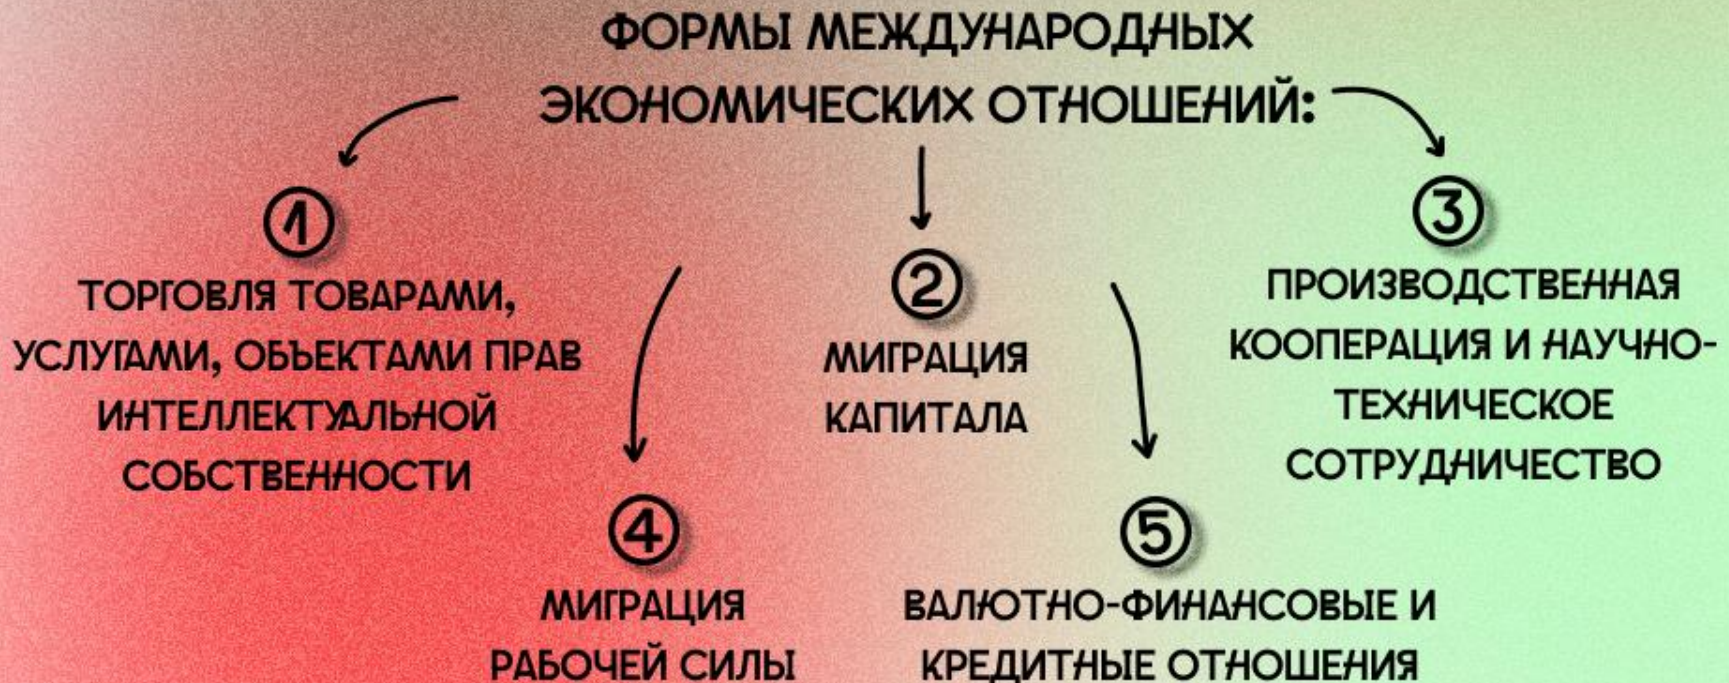 ФОРМЫ МЕЖДУНАРОДНЫХ
ЭКОНОМИЧЕСКИХ ОТНОШЕНИЙ:
1
ТОРГОВЛЯ ТОВАРАМИ,
УСЛУГАМИ, ОБЪЕКТАМИ ПРАВ
ИНТЕЛЛЕКТУАЛЬНОЙ
СОБСТВЕННОСТИ
2
МИГРАЦИЯ
КАПИТАЛА
3
ПРОИЗВОДСТВЕННАЯ
КООПЕРАЦИЯ И НАУЧНО-
ТЕХНИЧЕСКОЕ
СОТРУДНИЧЕСТВО
4
МИГРАЦИЯ
РАБОЧЕЙ СИЛЫ
5
ВАЛЮТНО-ФИНАНСОВЫЕ И
КРЕДИТНЫЕ ОТНОШЕНИЯ